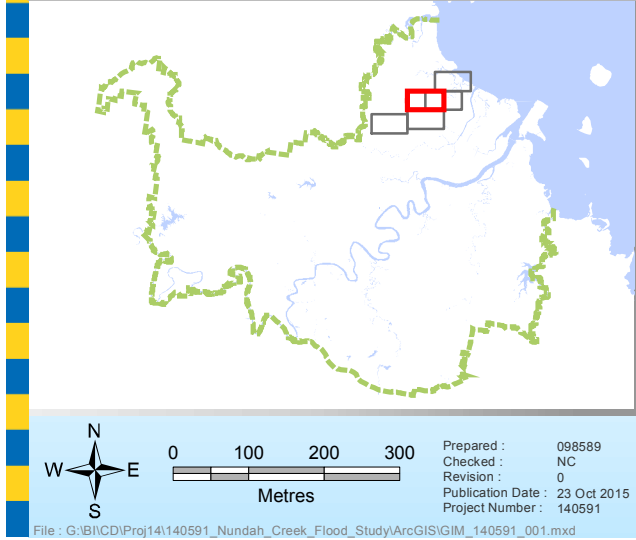 N
W E
S
0 100 200 300
Metres
Prepared : 098589
Checked : NC
Revision : 0
Publication Date : 23 Oct 2015
Project Number : 140591
File : G:\BI\CD\Proj14\140591_Nundah_Creek_Flood_Study\ArcGIS\GIM_140591_001.mxd